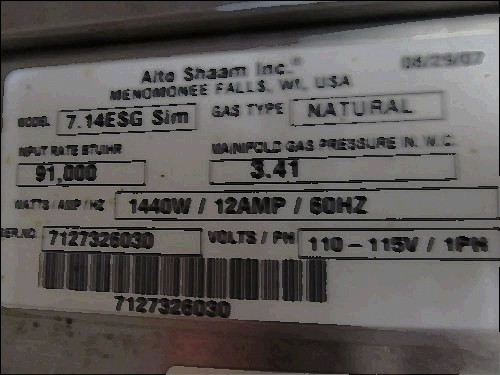 Alto Shaam Inc.® 08/29/07
MENOMONEE FALLS, WI, USA
MODEL 7.14ESG Sim GAS TYPE NATURAL
INPUT RATE BTU/HR MAINIFOLD GAS PRESSURE IN. W.C.
91,000 3.41
WATTS / AMP / HZ 1440W / 12AMP / 60HZ
SER.NO. 7127326030 VOLTS / PH 110 - 115V / 1PH
7127326030